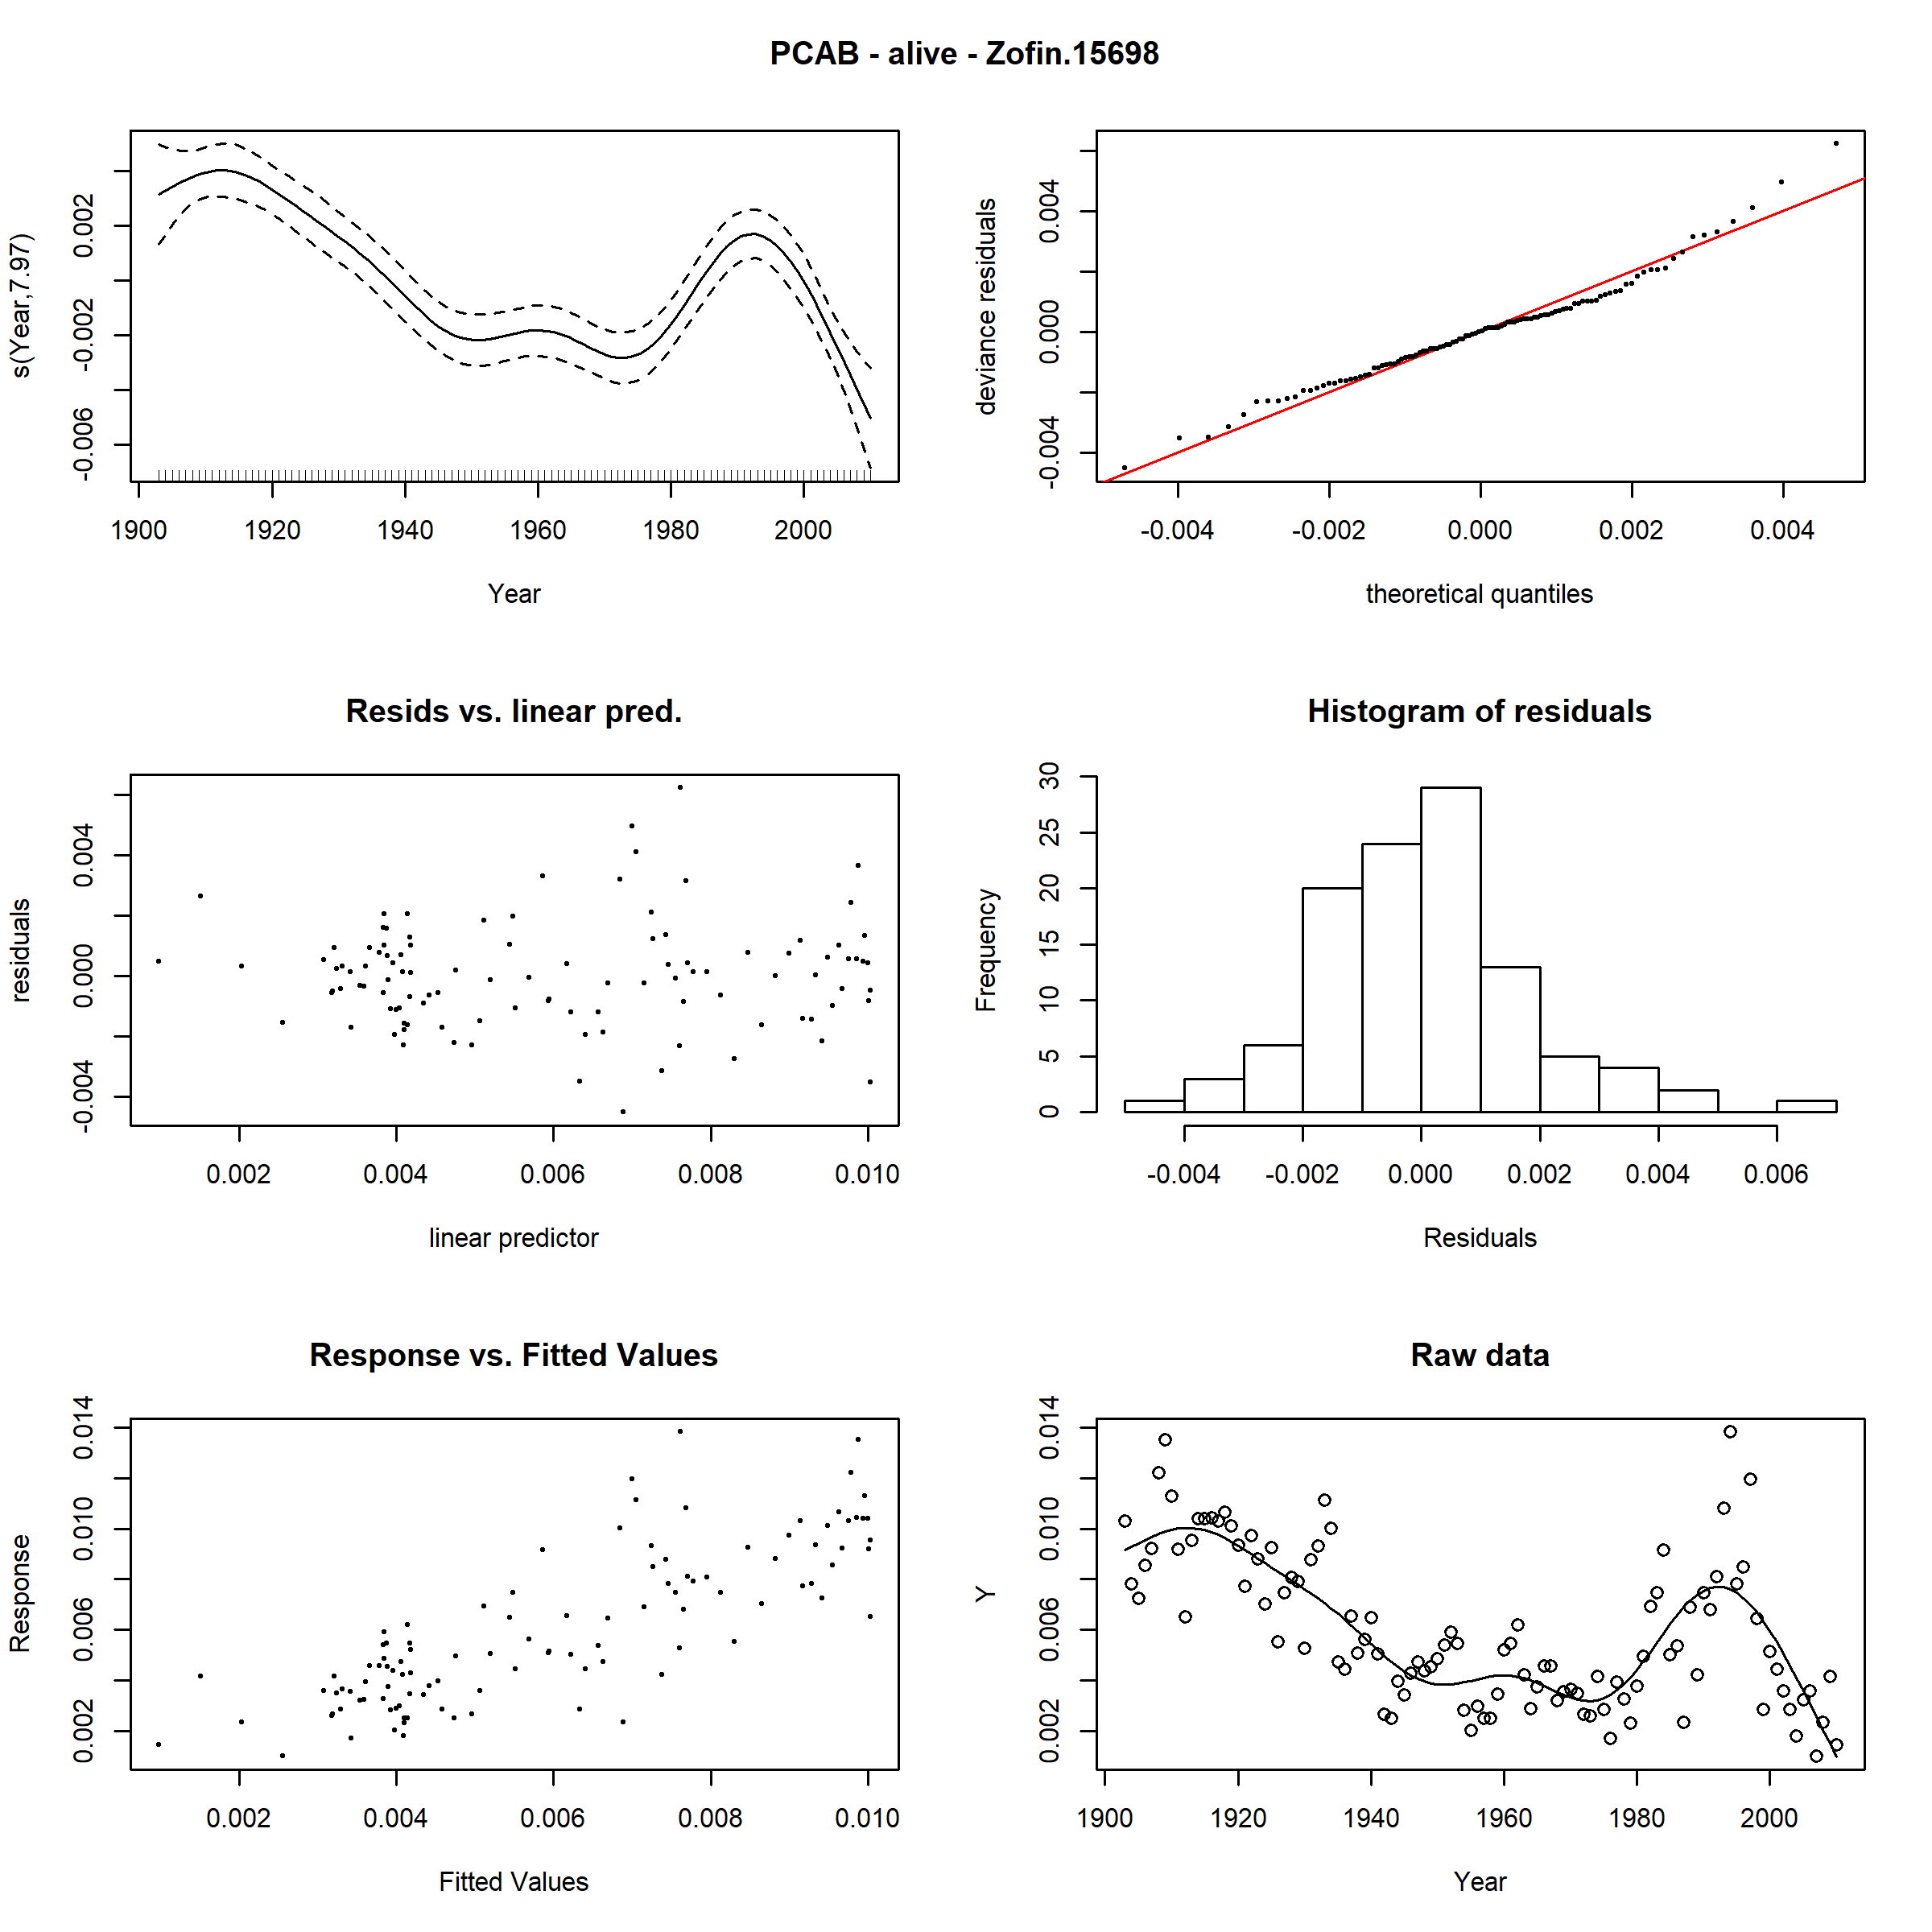 PCAB - alive - Zofin.15698
s(Year,7.97)
-0.006 -0.002 0.002
1900 1920 1940 1960 1980 2000
Year
deviance residuals
-0.004 0.000 0.004
-0.004 -0.002 0.000 0.002 0.004
theoretical quantiles
Resids vs. linear pred.
residuals
-0.004 0.000 0.004
0.002 0.004 0.006 0.008 0.010
linear predictor
Histogram of residuals
Frequency
0 5 10 15 20 25 30
-0.004 -0.002 0.000 0.002 0.004 0.006
Residuals
Response vs. Fitted Values
Response
0.002 0.006 0.010 0.014
0.002 0.004 0.006 0.008 0.010
Fitted Values
Raw data
Y
0.002 0.006 0.010 0.014
1900 1920 1940 1960 1980 2000
Year